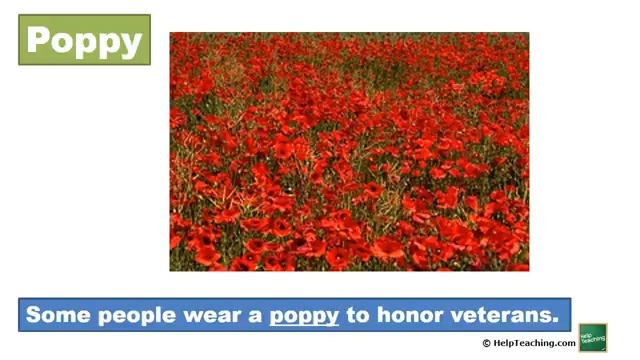 Poppy
Some people wear a poppy to honor veterans.
© HelpTeaching.com
Help
Teaching